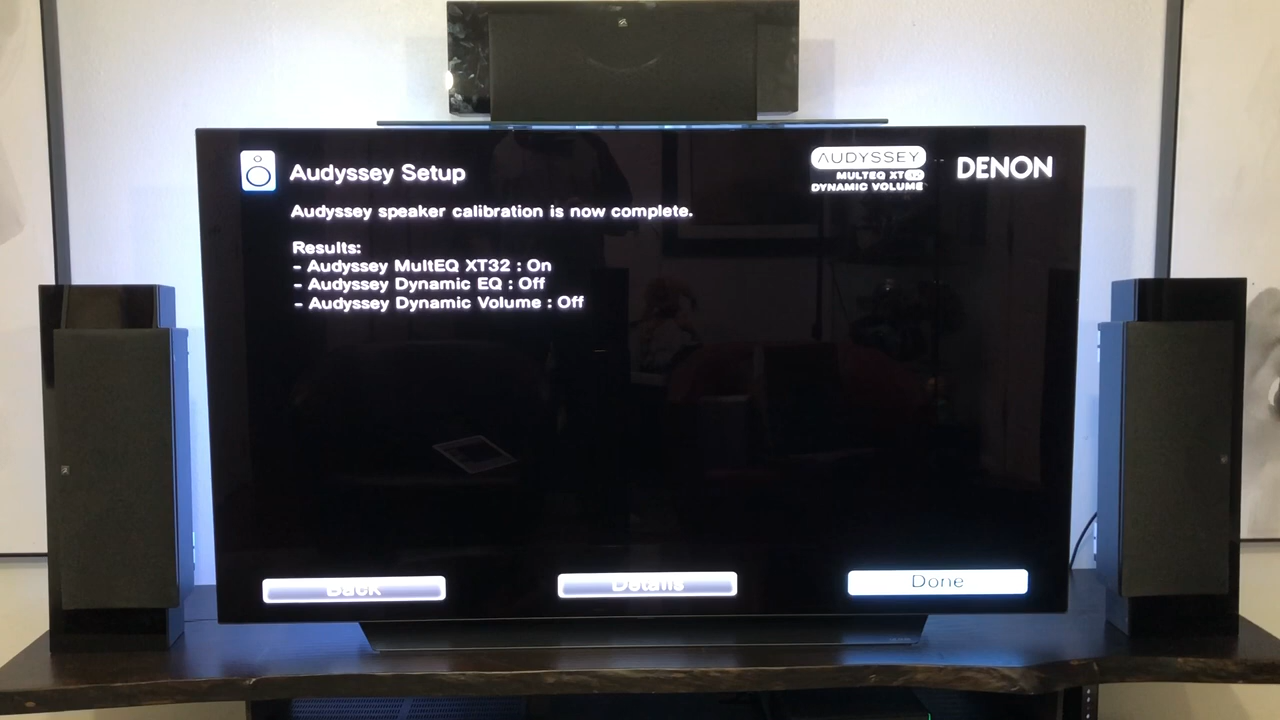 Audyssey Setup
AUDYSSEY
MULTEQ XT32
DYNAMIC VOLUME
DENON
Audyssey speaker calibration is now complete.
Results:
- Audyssey MultEQ XT32 : On
- Audyssey Dynamic EQ : Off
- Audyssey Dynamic Volume : Off
Back
Details
Done